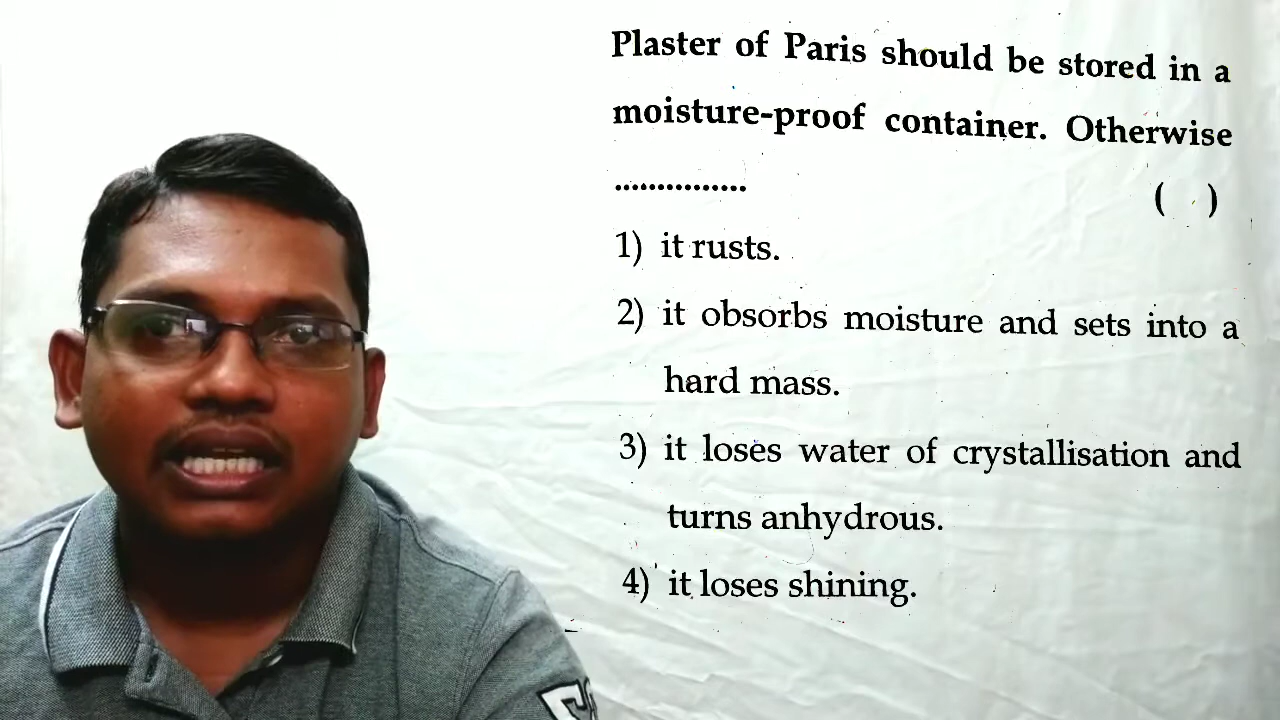 Plaster of Paris should be stored in a
moisture-proof container. Otherwise
............... ( )
1) it rusts.
2) it obsorbs moisture and sets into a
hard mass.
3) it loses water of crystallisation and
turns anhydrous.
4) it loses shining.